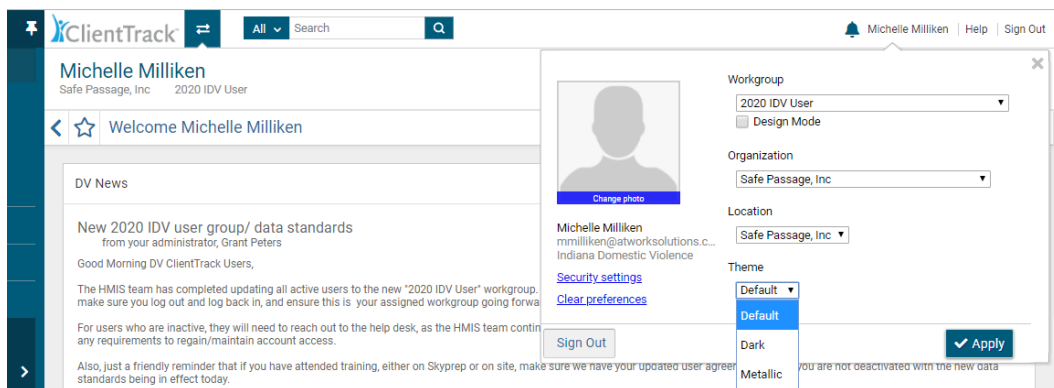 ClientTrack
All
Search
Michelle Milliken
Help
Sign Out
Michelle Milliken
Safe Passage, Inc
2020 IDV User
Welcome Michelle Milliken
DV News
New 2020 IDV user group/ data standards
from your administrator, Grant Peters
Good Morning DV ClientTrack Users,
The HMIS team has completed updating all active users to the new "2020 IDV User" workgroup.
make sure you log out and log back in, and ensure this is your assigned workgroup going forwa
For users who are inactive, they will need to reach out to the help desk, as the HMIS team contin
any requirements to regain/maintain account access.
Also, just a friendly reminder that if you have attended training, either on Skyprep or on site, make sure we have your updated user agreer you are not deactivated with the new data
standards being in effect today.
Change photo
Michelle Milliken
mmilliken@atworksolutions.c...
Indiana Domestic Violence
Security settings
Clear preferences
Sign Out
Workgroup
2020 IDV User
Design Mode
Organization
Safe Passage, Inc
Location
Safe Passage, Inc
Theme
Default
Default
Dark
Metallic
Apply